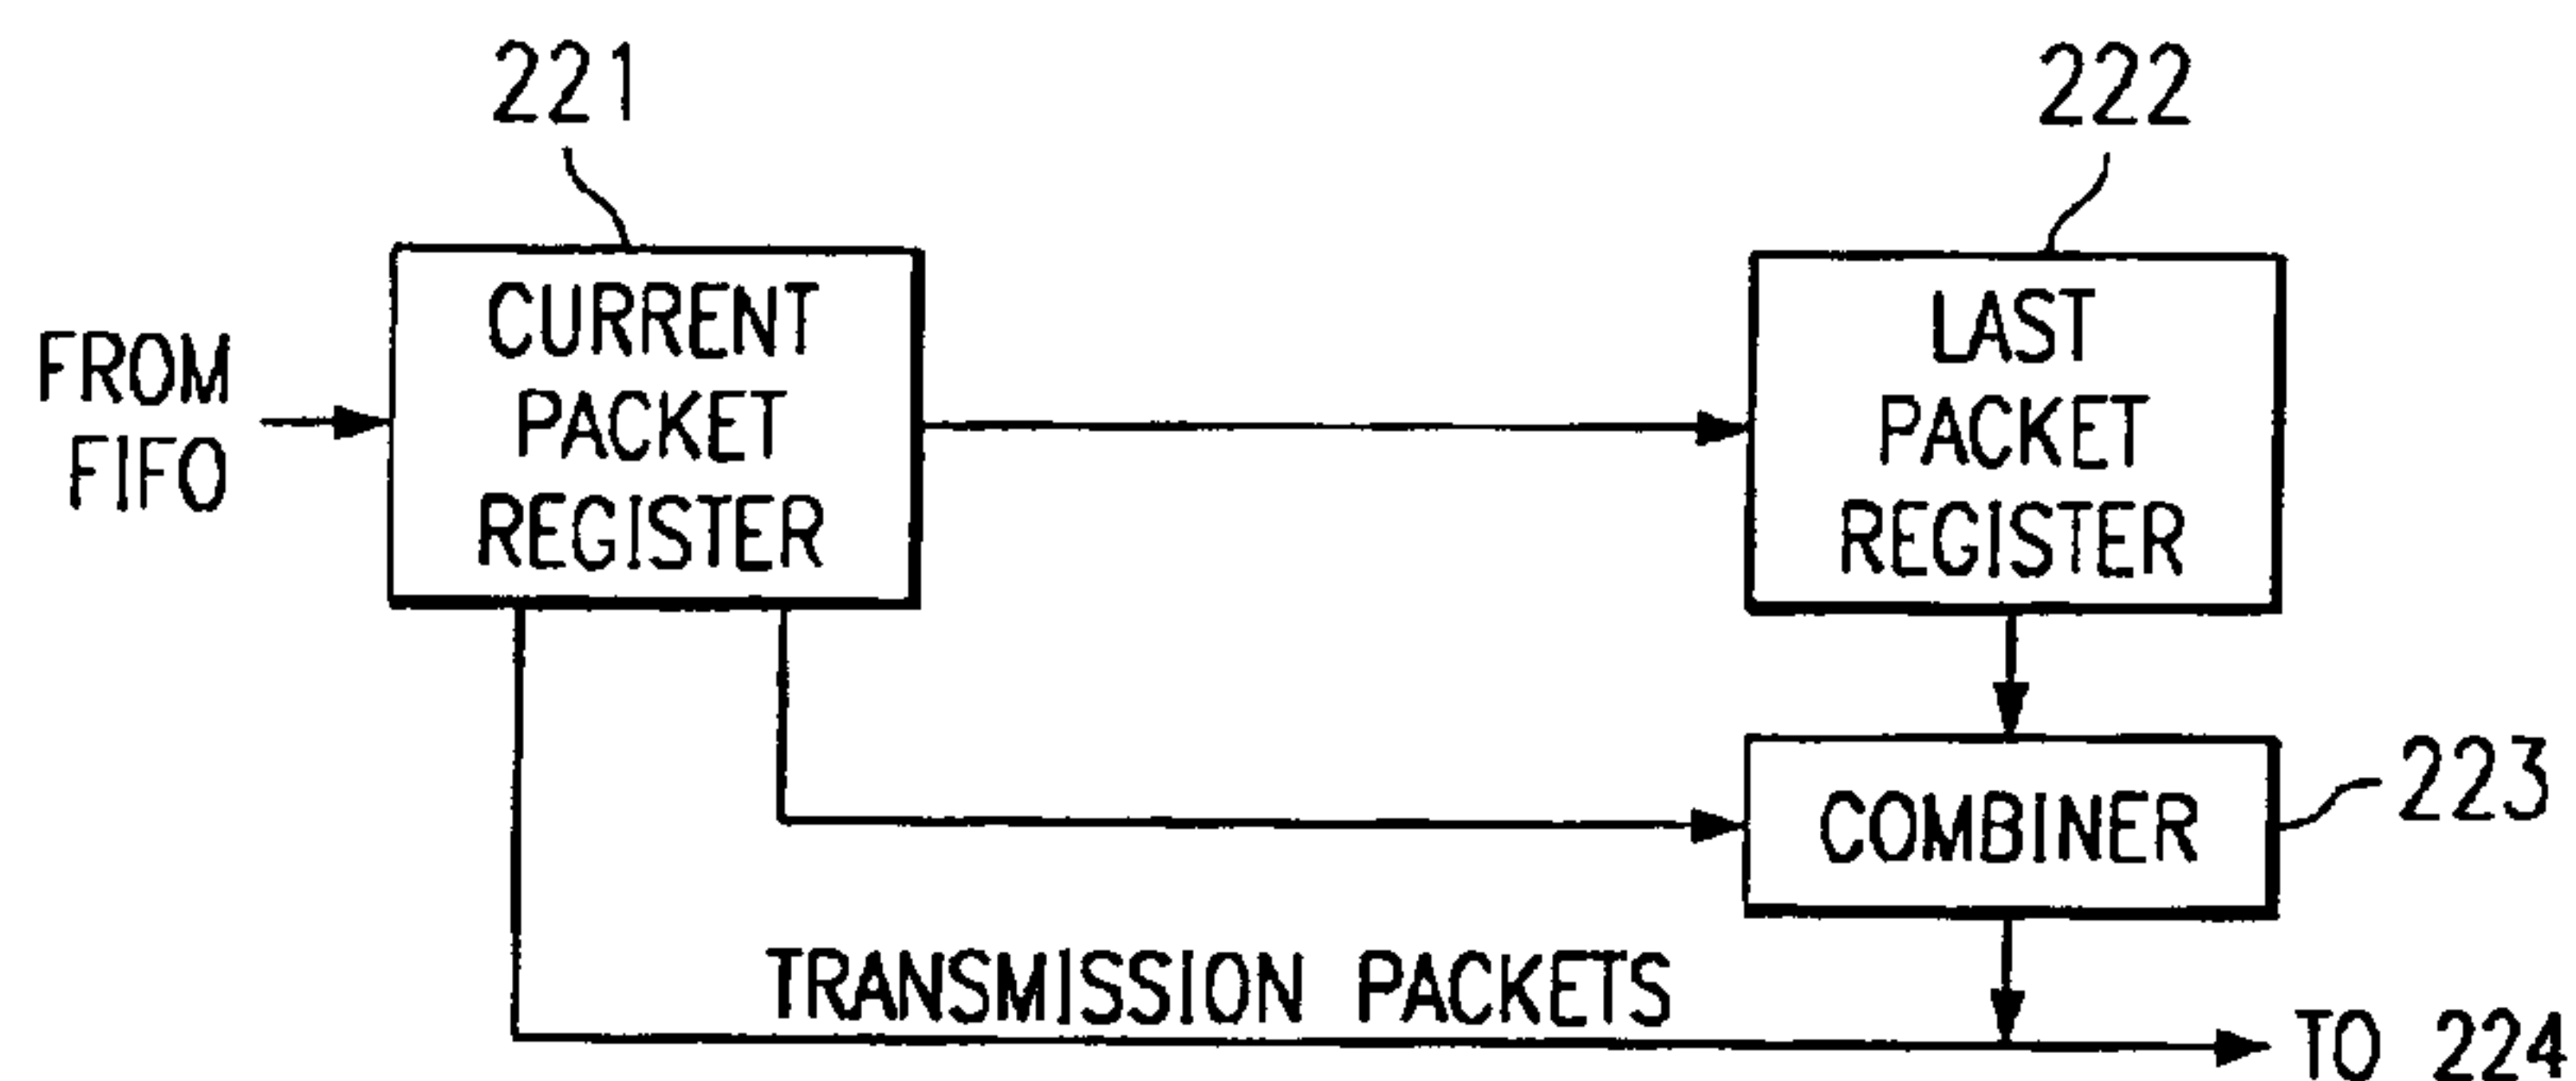 221
222
FROM
FIFO
CURRENT
PACKET
REGISTER
LAST
PACKET
REGISTER
COMBINER
223
TRANSMISSION PACKETS
TO 224